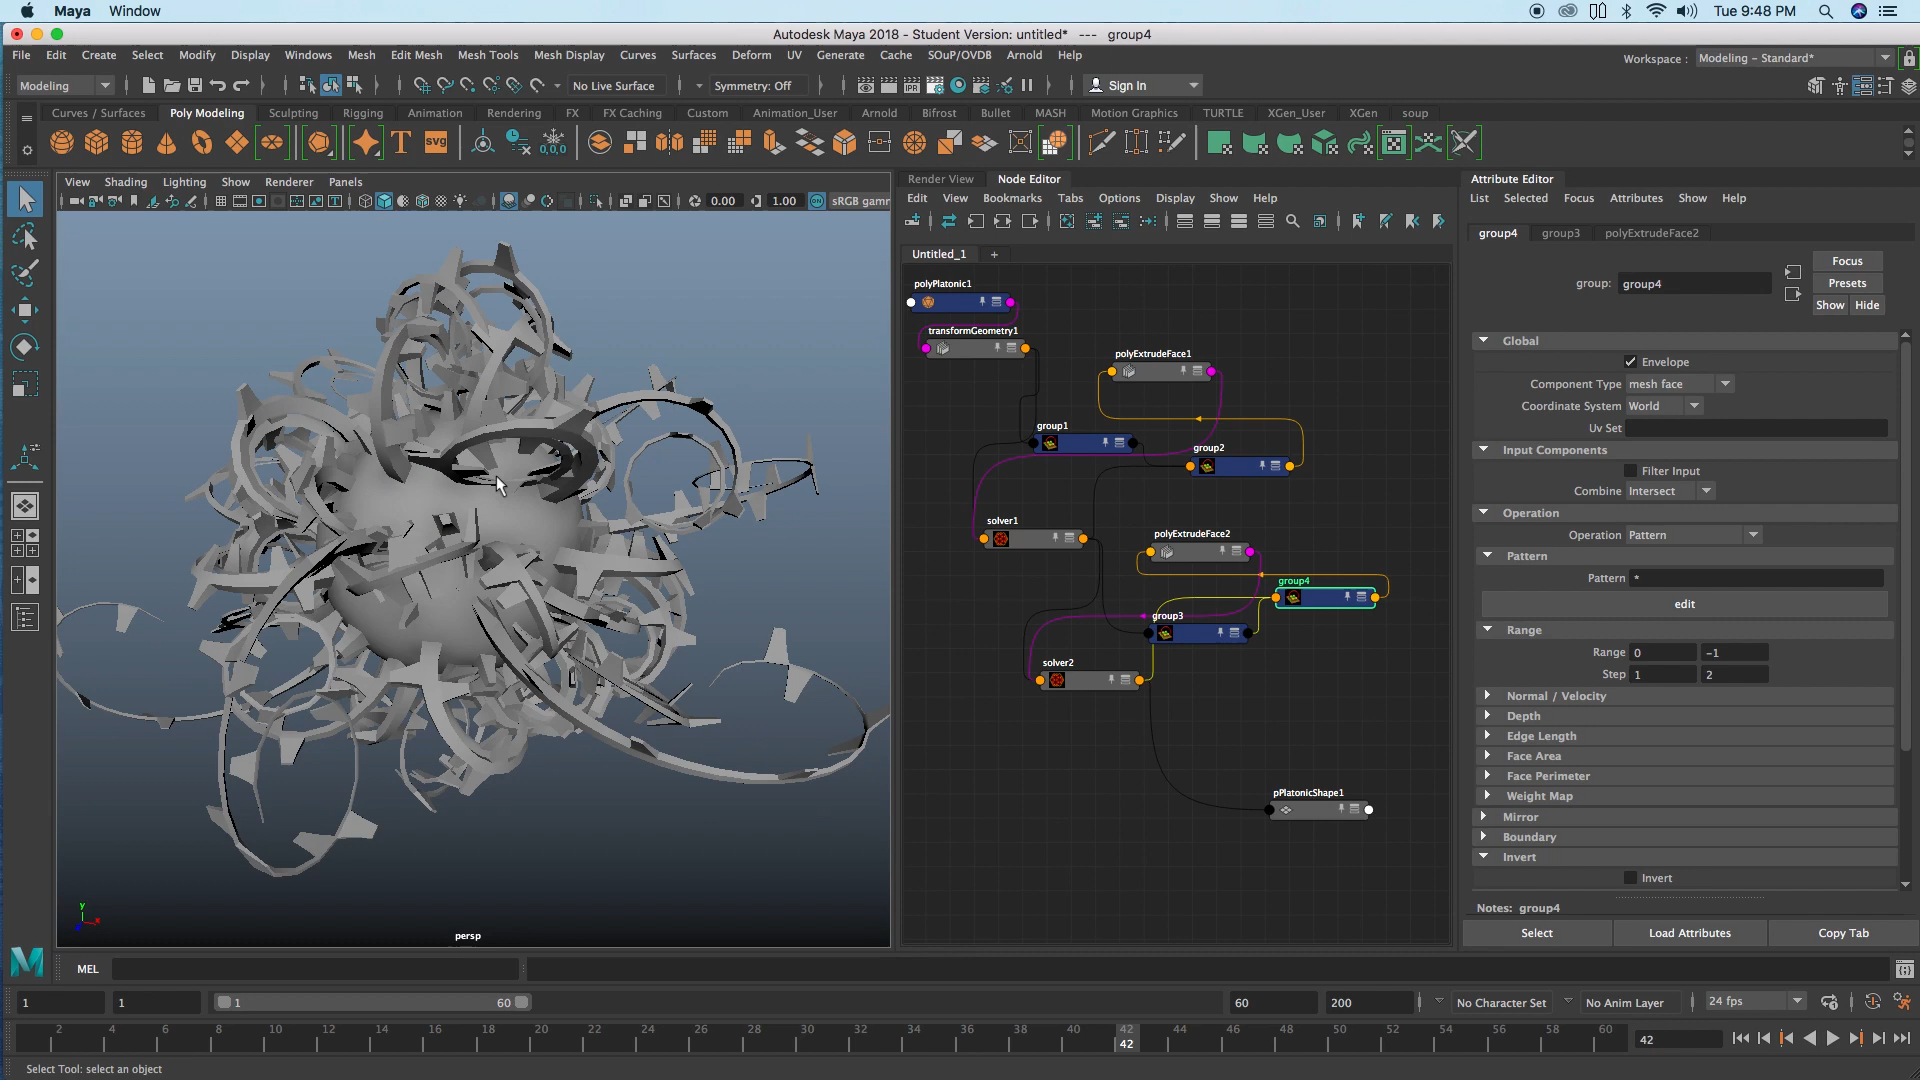 Maya Window Tue 9:48 PM
Autodesk Maya 2018 - Student Version: untitled* --- group4
File Edit Create Select Modify Display Windows Mesh Edit Mesh Mesh Tools Mesh Display Curves Surfaces Deform UV Generate Cache SOuP/OVDB Arnold Help
Workspace : Modeling - Standard*
Modeling No Live Surface Symmetry: Off IPR Sign In
Curves / Surfaces Poly Modeling Sculpting Rigging Animation Rendering FX FX Caching Custom Animation_User Arnold Bifrost Bullet MASH Motion Graphics TURTLE XGen_User XGen soup
T SVG 0,0,0
View Shading Lighting Show Renderer Panels
0.00 1.00 sRGB gamm
Render View Node Editor
Edit View Bookmarks Tabs Options Display Show Help
Untitled_1 +
polyPlatonic1
transformGeometry1
polyExtrudeFace1
group1
group2
solver1
polyExtrudeFace2
group4
group3
solver2
pPlatonicShape1
Attribute Editor
List Selected Focus Attributes Show Help
group4 group3 polyExtrudeFace2
group: group4
Focus
Presets
Show Hide
Global
Envelope
Component Type mesh face
Coordinate System World
Uv Set
Input Components
Filter Input
Combine Intersect
Operation
Operation Pattern
Pattern
Pattern *
edit
Range
Range 0 -1
Step 1 2
Normal / Velocity
Depth
Edge Length
Face Area
Face Perimeter
Weight Map
Mirror
Boundary
Invert
Invert
Notes: group4
Select Load Attributes Copy Tab
y
x
z
persp
MEL
1 1 1 60 60 200 No Character Set No Anim Layer 24 fps
2 4 6 8 10 12 14 16 18 20 22 24 26 28 30 32 34 36 38 40 42 44 46 48 50 52 54 56 58 60
42 42
Select Tool: select an object